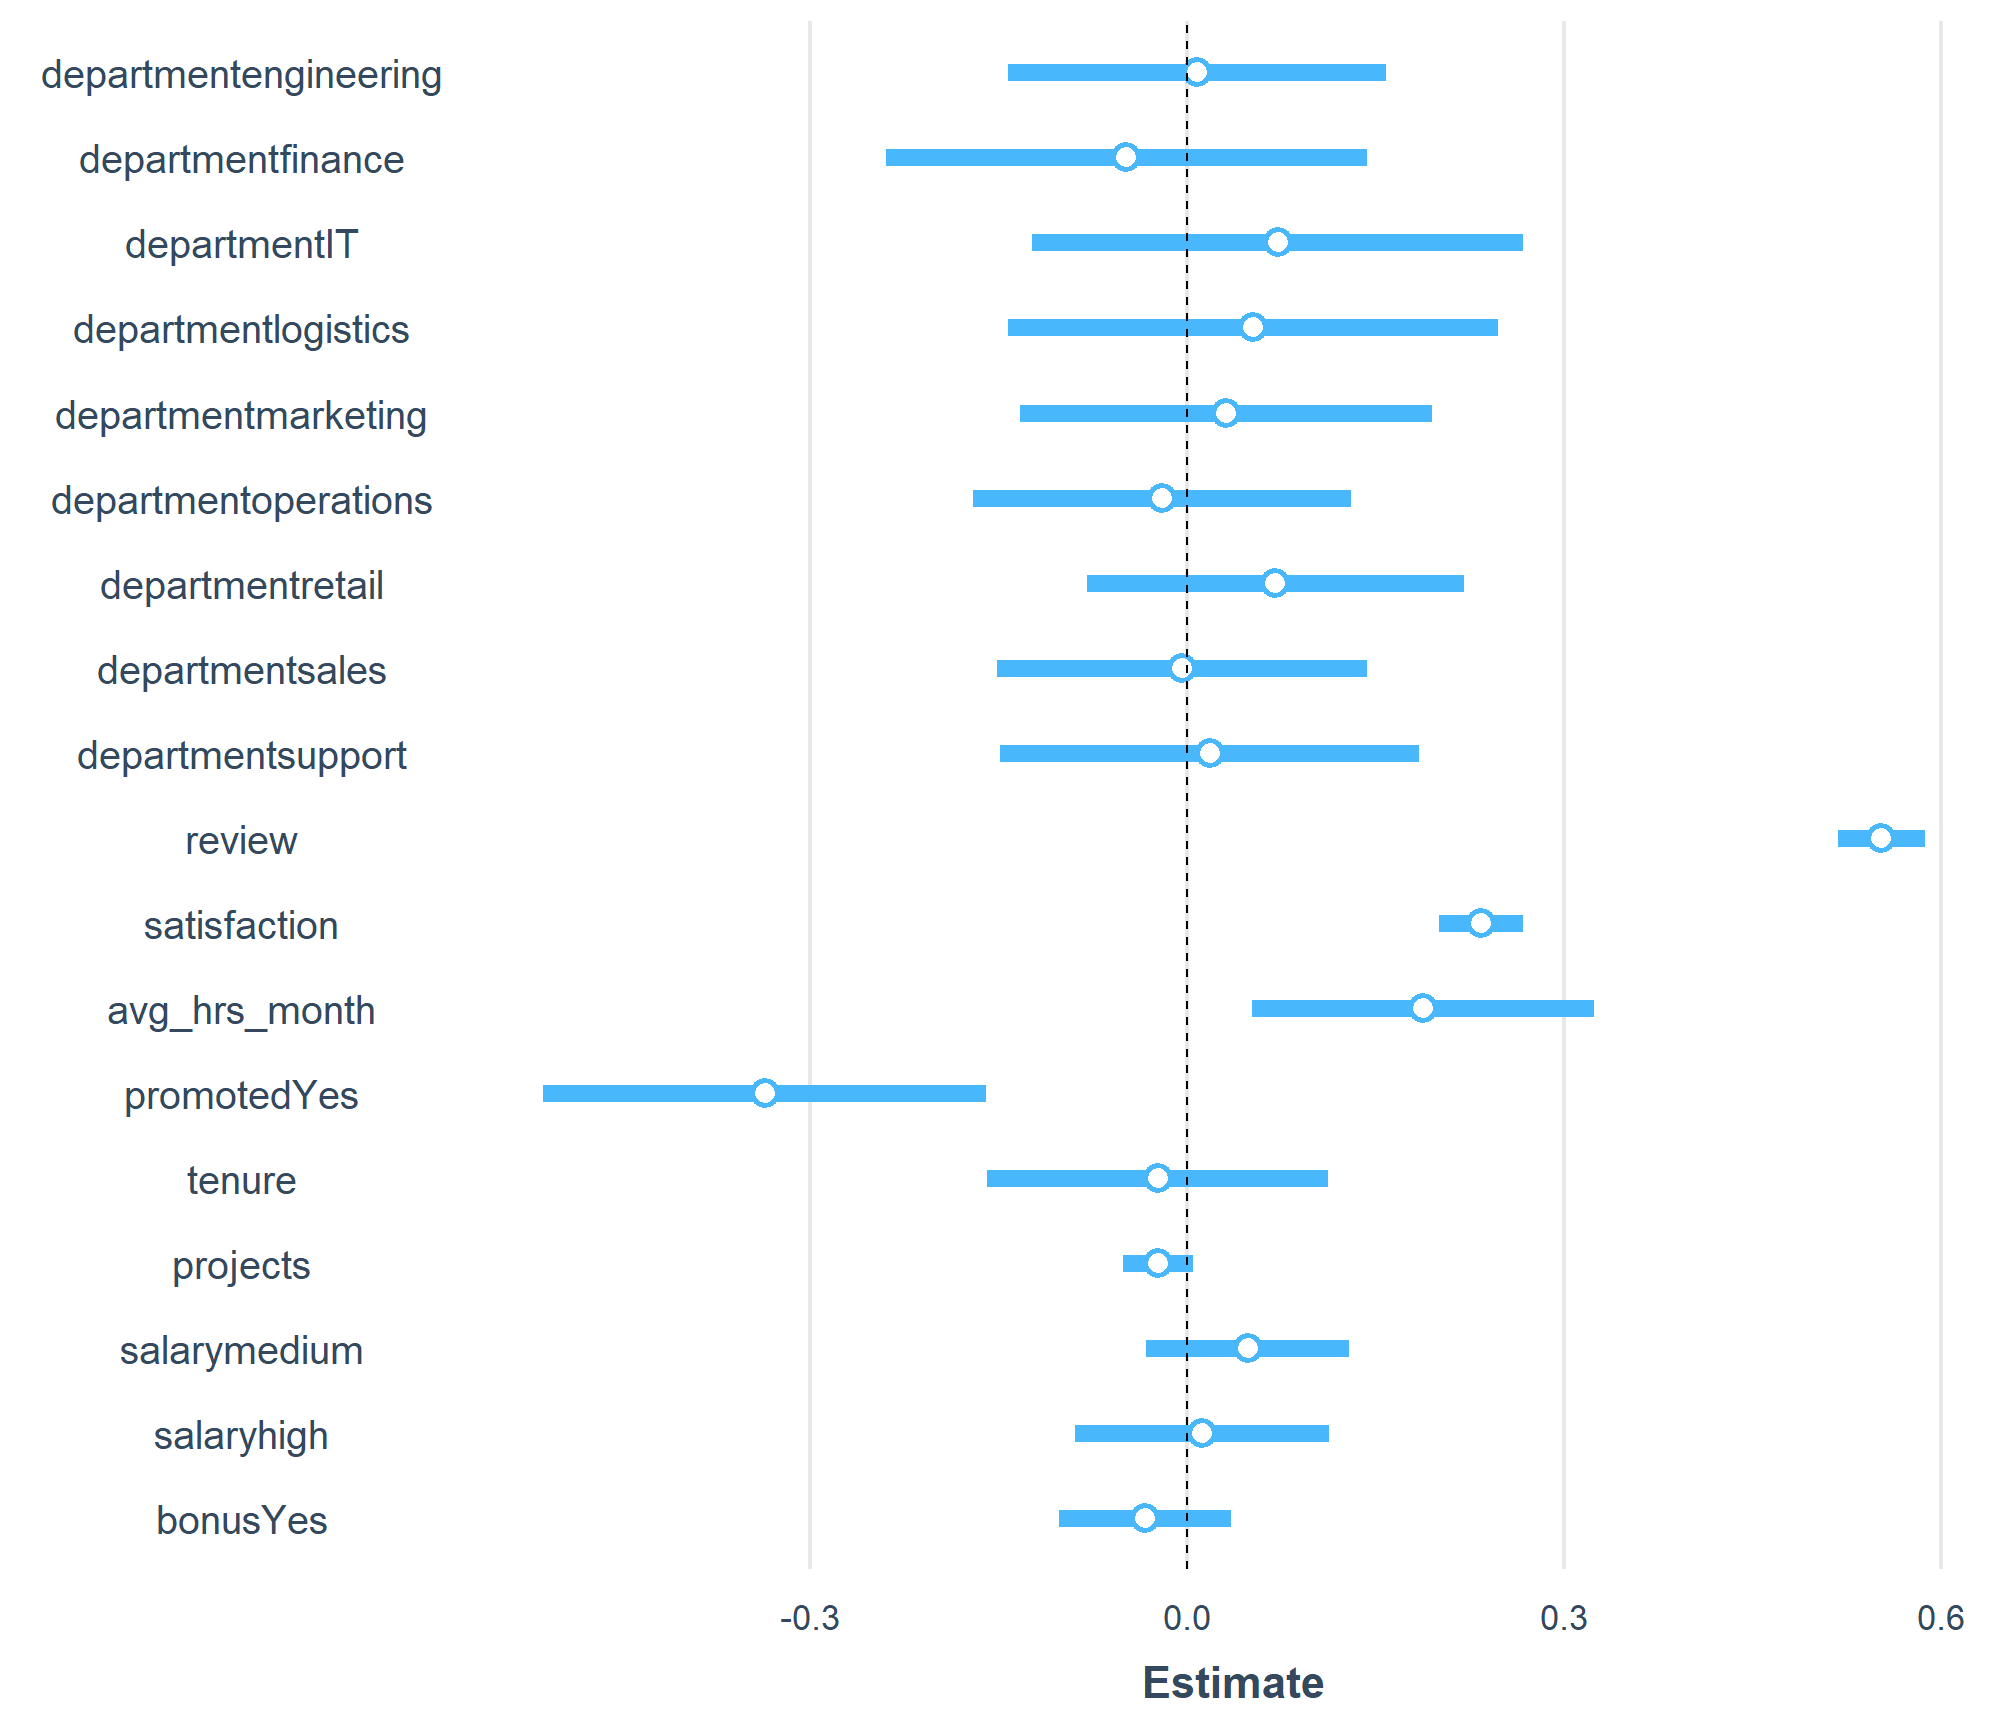 departmentengineering
departmentfinance
departmentIT
departmentlogistics
departmentmarketing
departmentoperations
departmentretail
departmentsales
departmentsupport
review
satisfaction
avg_hrs_month
promotedYes
tenure
projects
salarymedium
salaryhigh
bonusYes
-0.3 0.0 0.3 0.6
Estimate